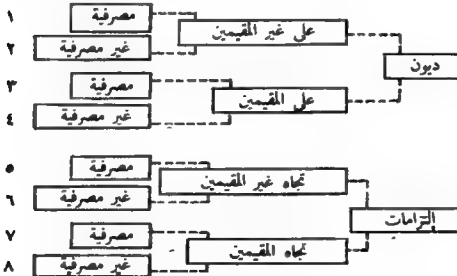 ١ مصرفية
على غير المقيمين
٢ غير مصرفية
ديون
٣ مصرفية
على المقيمين
٤ غير مصرفية
٥ مصرفية
تجاه غير المقيمين
٦ غير مصرفية
إلتزامات
٧ مصرفية
تجاه المقيمين
٨ غير مصرفية